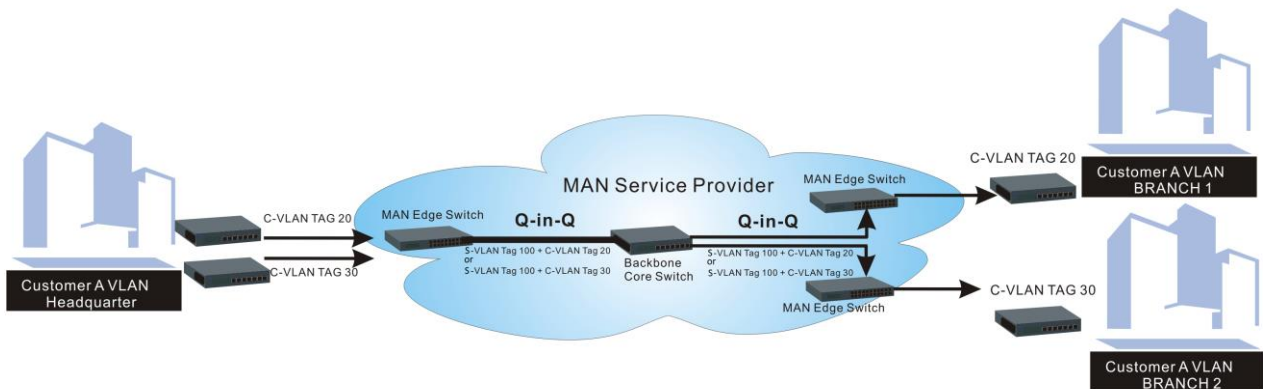 C-VLAN TAG 20
C-VLAN TAG 30
Customer A VLAN
Headquarter
MAN Service Provider
MAN Edge Switch
Q-in-Q
S-VLAN Tag 100 + C-VLAN Tag 20
or
S-VLAN Tag 100 + C-VLAN Tag 30
Backbone
Core Switch
Q-in-Q
S-VLAN Tag 100 + C-VLAN Tag 20
or
S-VLAN Tag 100 + C-VLAN Tag 30
MAN Edge Switch
MAN Edge Switch
C-VLAN TAG 20
Customer A VLAN
BRANCH 1
C-VLAN TAG 30
Customer A VLAN
BRANCH 2